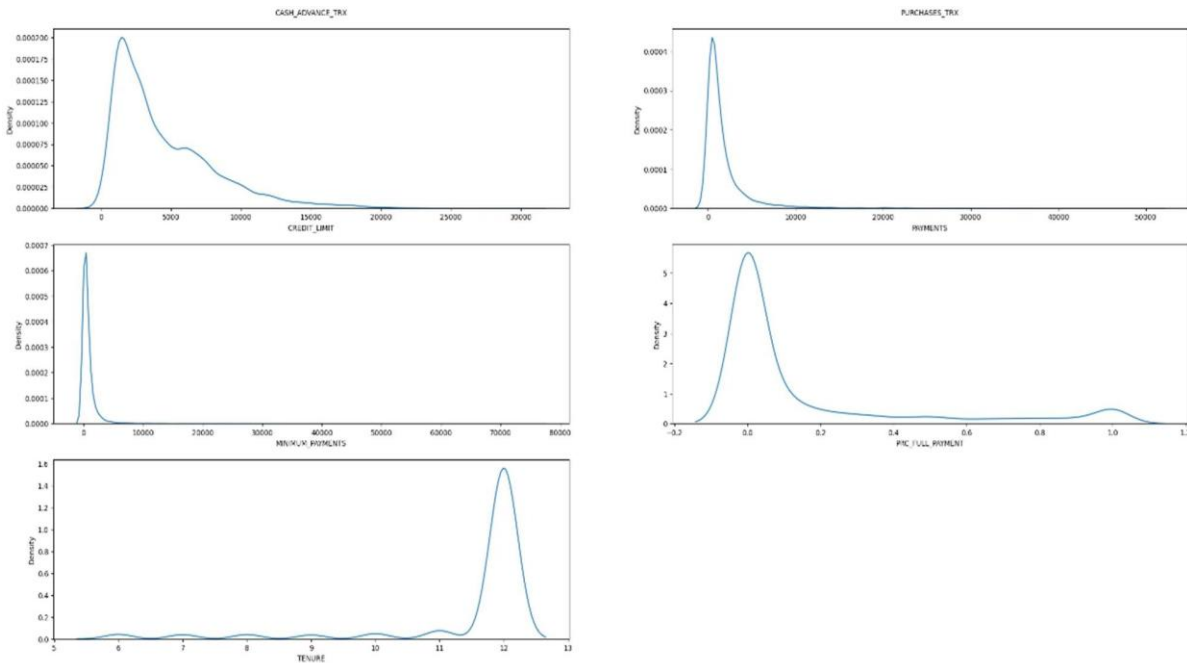 CASH_ADVANCE_TRX
PURCHASES_TRX
0.000200
0.000175
0.000150
0.000125
0.000100
0.000075
0.000050
0.000025
0.000000
Density
0 5000 10000 15000 20000 25000 30000
CREDIT_LIMIT
0.0004
0.0003
0.0002
0.0001
0.0000
Density
0 10000 20000 30000 40000 50000
PAYMENTS
0.0007
0.0006
0.0005
0.0004
0.0003
0.0002
0.0001
0.0000
Density
0 10000 20000 30000 40000 50000 60000 70000 80000
MINIMUM_PAYMENTS
5
4
3
2
1
0
Density
-0.2 0.0 0.2 0.4 0.6 0.8 1.0
PRC_FULL_PAYMENT
1.6
1.4
1.2
1.0
0.8
0.6
0.4
0.2
0.0
Density
5 6 7 8 9 10 11 12 13
TENURE